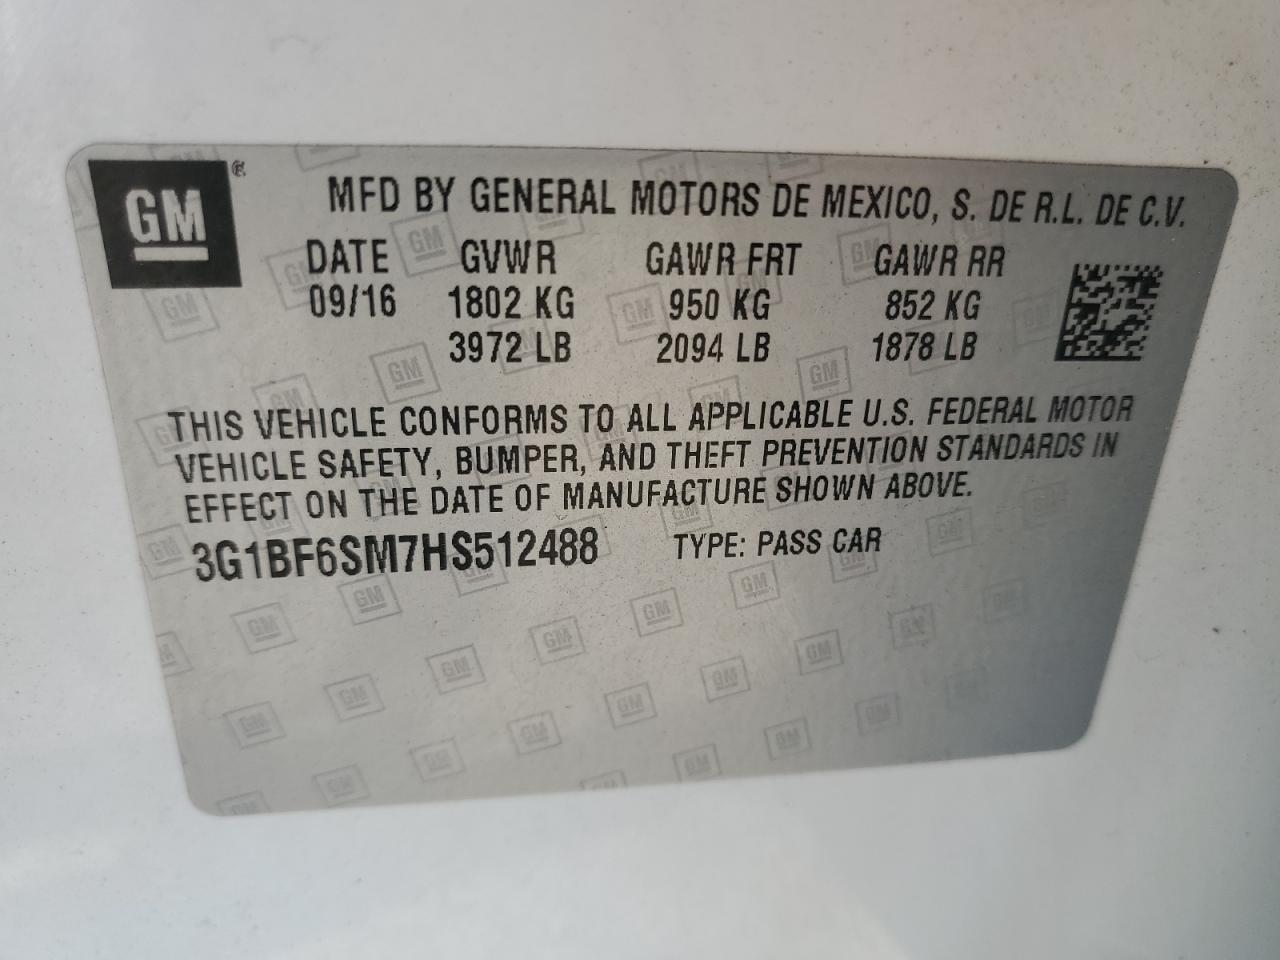 GM®
MFD BY GENERAL MOTORS DE MEXICO, S. DE R.L. DE C.V.
DATE GVWR GAWR FRT GAWR RR
09/16 1802 KG 950 KG 852 KG
3972 LB 2094 LB 1878 LB
THIS VEHICLE CONFORMS TO ALL APPLICABLE U.S. FEDERAL MOTOR
VEHICLE SAFETY, BUMPER, AND THEFT PREVENTION STANDARDS IN
EFFECT ON THE DATE OF MANUFACTURE SHOWN ABOVE.
3G1BF6SM7HS512488 TYPE: PASS CAR